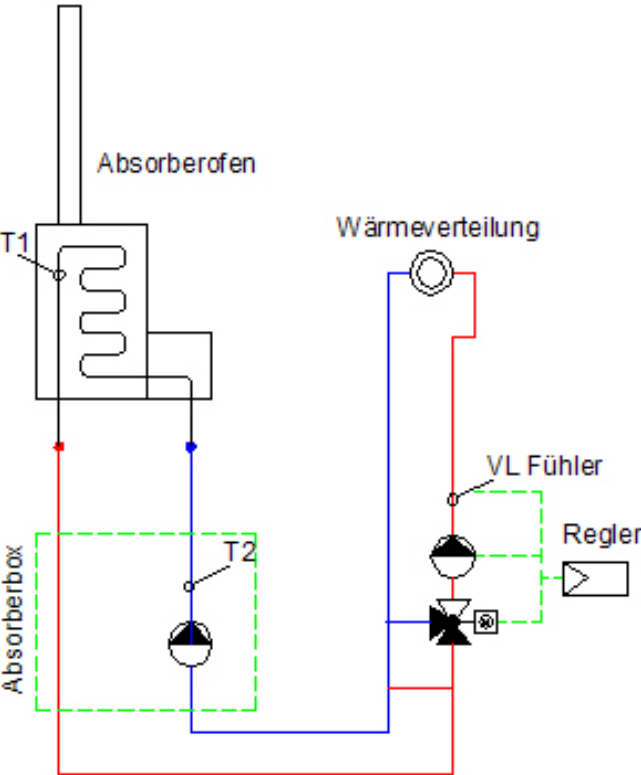 Absorberofen
T1
Wärmeverteilung
VL Fühler
Regler
T2
Absorberbox